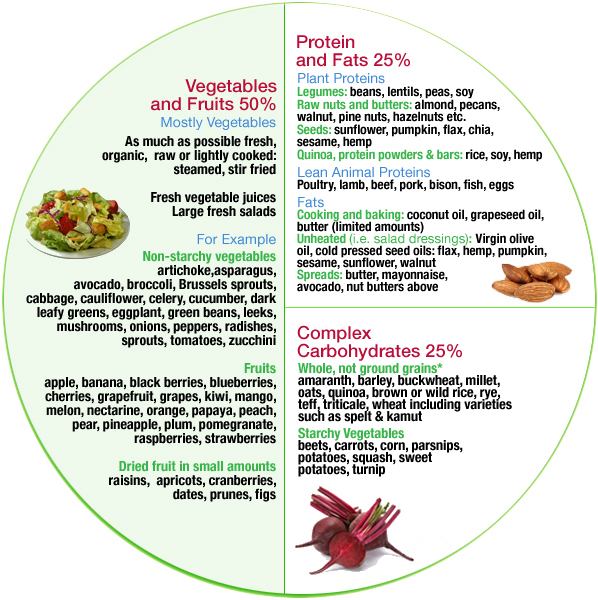 Vegetables
and Fruits 50%
Mostly Vegetables
As much as possible fresh,
organic, raw or lightly cooked:
steamed, stir fried
Fresh vegetable juices
Large fresh salads
For Example
Non-starchy vegetables
artichoke,asparagus,
avocado, broccoli, Brussels sprouts,
cabbage, cauliflower, celery, cucumber, dark
leafy greens, eggplant, green beans, leeks,
mushrooms, onions, peppers, radishes,
sprouts, tomatoes, zucchini
Fruits
apple, banana, black berries, blueberries,
cherries, grapefruit, grapes, kiwi, mango,
melon, nectarine, orange, papaya, peach,
pear, pineapple, plum, pomegranate,
raspberries, strawberries
Dried fruit in small amounts
raisins, apricots, cranberries,
dates, prunes, figs
Protein
and Fats 25%
Plant Proteins
Legumes: beans, lentils, peas, soy
Raw nuts and butters: almond, pecans,
walnut, pine nuts, hazelnuts etc.
Seeds: sunflower, pumpkin, flax, chia,
sesame, hemp
Quinoa, protein powders & bars: rice, soy, hemp
Lean Animal Proteins
Poultry, lamb, beef, pork, bison, fish, eggs
Fats
Cooking and baking: coconut oil, grapeseed oil,
butter (limited amounts)
Unheated (i.e. salad dressings): Virgin olive
oil, cold pressed seed oils: flax, hemp, pumpkin,
sesame, sunflower, walnut
Spreads: butter, mayonnaise,
avocado, nut butters above
Complex
Carbohydrates 25%
Whole, not ground grains*
amaranth, barley, buckwheat, millet,
oats, quinoa, brown or wild rice, rye,
teff, triticale, wheat including varieties
such as spelt & kamut
Starchy Vegetables
beets, carrots, corn, parsnips,
potatoes, squash, sweet
potatoes, turnip